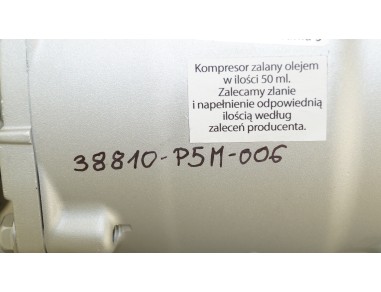 Kompresor zalany olejem
w ilości 50 ml.
Zalecamy zlanie
i napełnienie odpowiednią
ilością według
zaleceń producenta.
38810-P5M-006